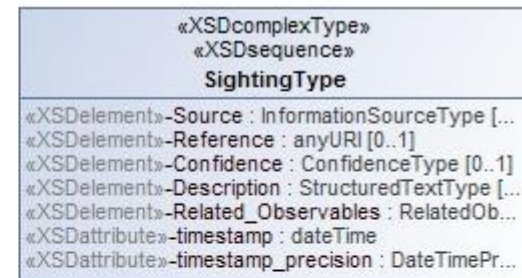 «XSDcomplexType»
«XSDsequence»
SightingType
«XSDelement»-Source : InformationSourceType [...
«XSDelement»-Reference : anyURI [0..1]
«XSDelement»-Confidence : ConfidenceType [0..1]
«XSDelement»-Description : StructuredTextType [...
«XSDelement»-Related_Observables : RelatedOb...
«XSDattribute»-timestamp : dateTime
«XSDattribute»-timestamp_precision : DateTimePr...